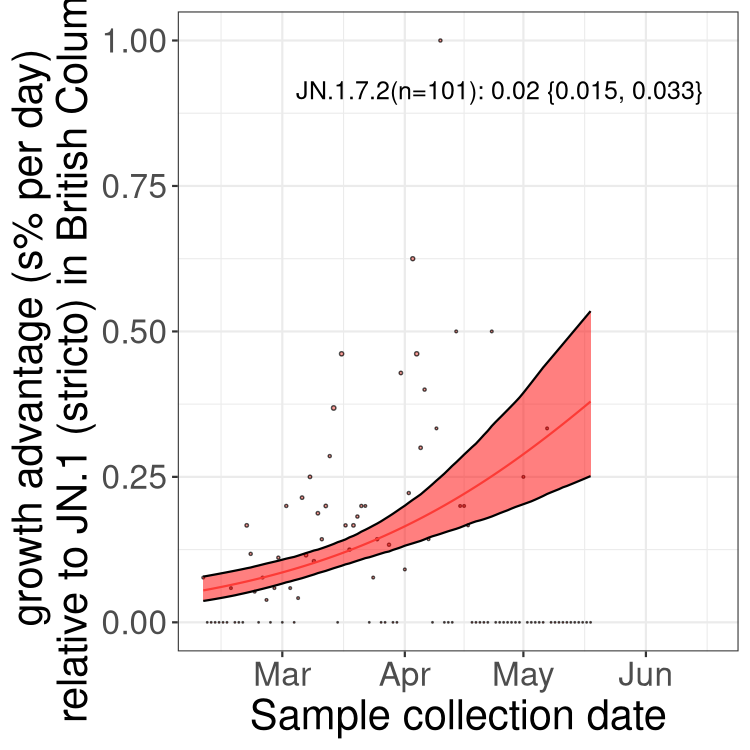 growth advantage (s% per day)
relative to JN.1 (stricto) in British Colum
1.00
0.75
0.50
0.25
0.00
JN.1.7.2(n=101): 0.02 {0.015, 0.033}
Mar Apr May Jun
Sample collection date